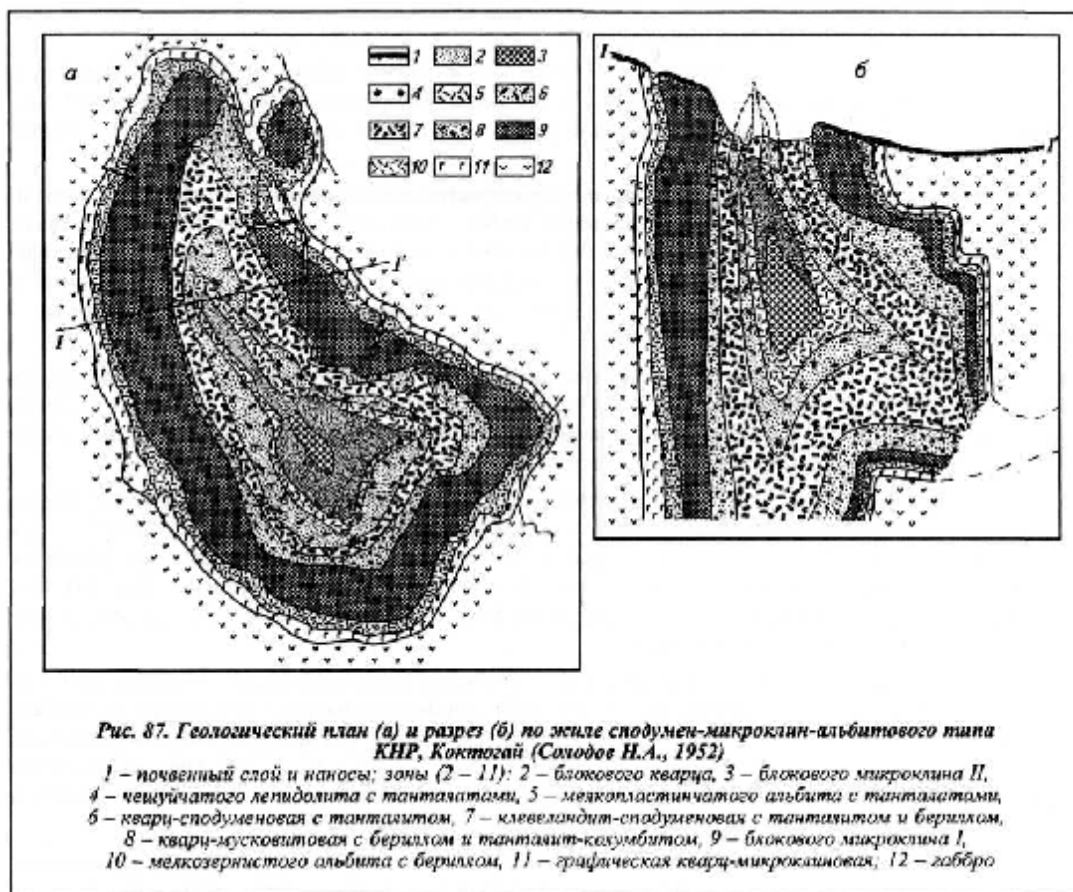 а
1 2 3
4 5 6
7 8 9
10 11 12
I
I'
б
I
I'
Рис. 87. Геологический план (а) и разрез (б) по жиле сподумен-микроклин-альбитового типа
КНР, Коктогай (Солодов Н.А., 1952)
1 – почвенный слой и наносы; зоны (2 – 11): 2 – блокового кварца, 3 – блокового микроклина II,
4 – чешуйчатого лепидолита с танталатами, 5 – мелкопластинчатого альбита с танталатами,
6 – кварц-сподуменовая с танталитом, 7 – клевеландит-сподуменовая с танталитом и бериллом,
8 – кварц-мусковитовая с бериллом и танталит-колумбитом, 9 – блокового микроклина I,
10 – мелкозернистого альбита с бериллом, 11 – графическая кварц-микроклиновая; 12 – габбро